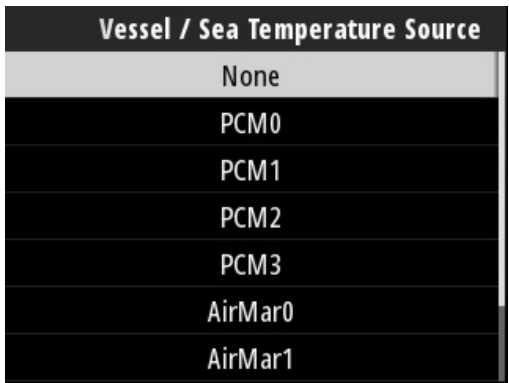 Vessel / Sea Temperature Source
None
PCM0
PCM1
PCM2
PCM3
AirMar0
AirMar1